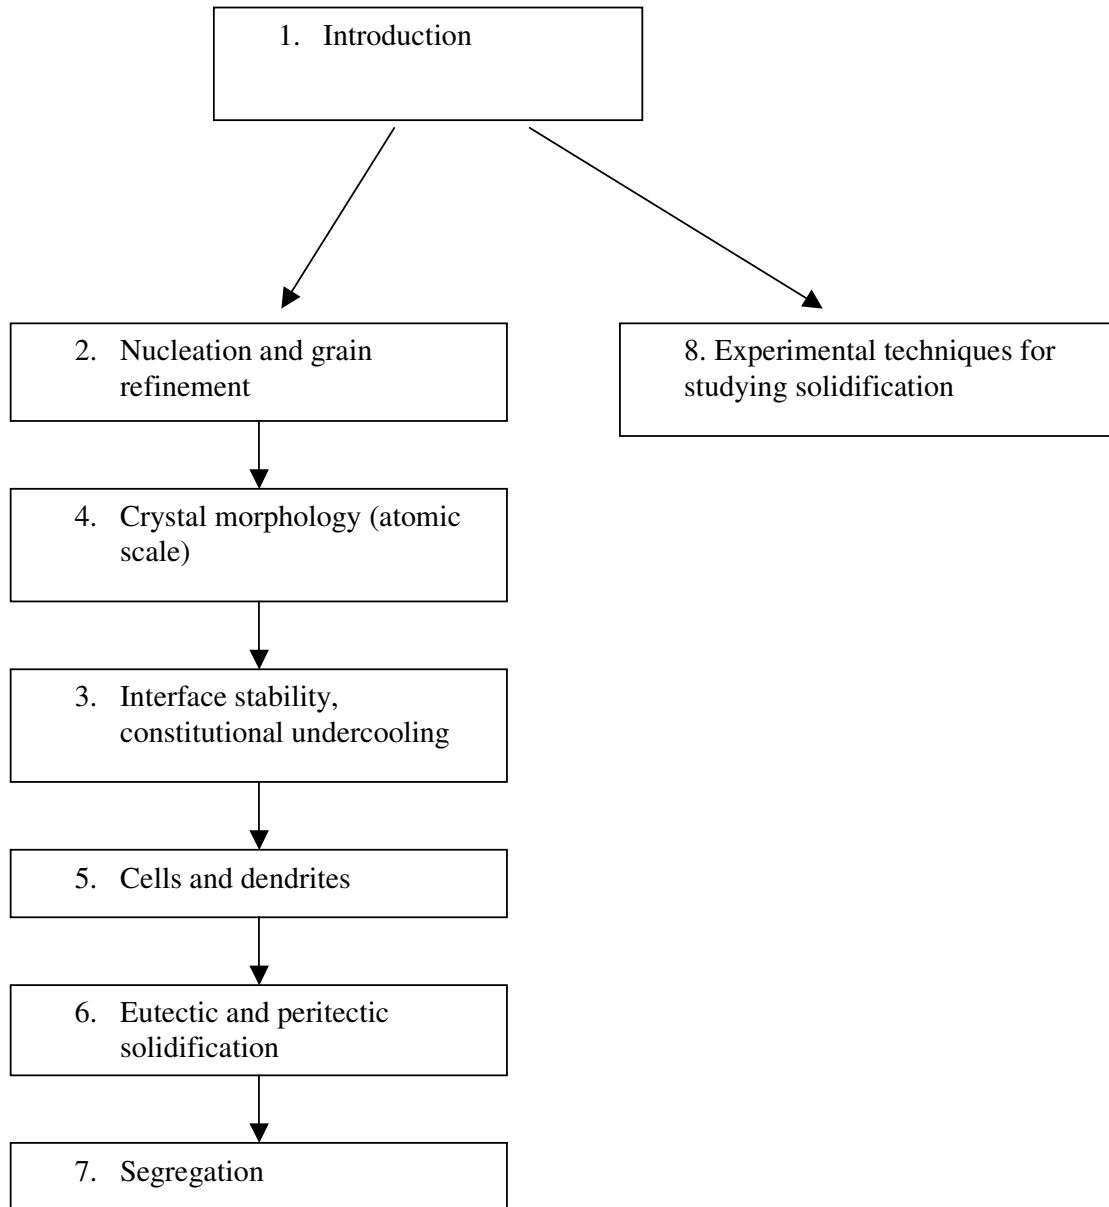 1. Introduction
2. Nucleation and grain
refinement
8. Experimental techniques for
studying solidification
4. Crystal morphology (atomic
scale)
3. Interface stability,
constitutional undercooling
5. Cells and dendrites
6. Eutectic and peritectic
solidification
7. Segregation